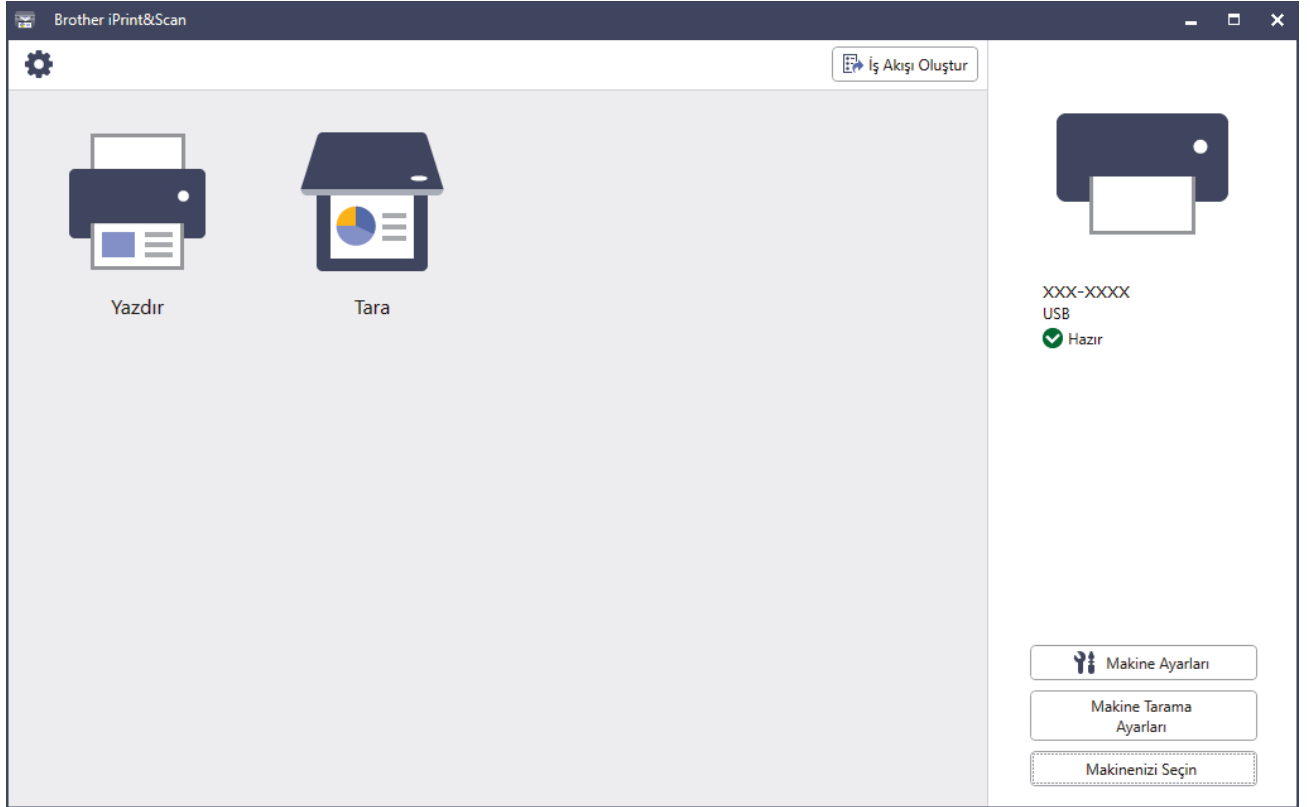 Brother iPrint&Scan
İş Akışı Oluştur
Yazdır
Tara
XXX-XXXX
USB
Hazır
Makine Ayarları
Makine Tarama
Ayarları
Makinenizi Seçin